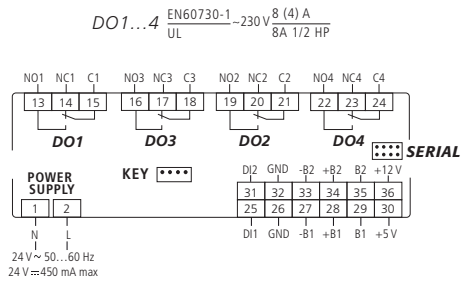 DO1...4 EN60730-1 ~230 V 8 (4) A
UL 8A 1/2 HP
NO1 NC1 C1 NO3 NC3 C3 NO2 NC2 C2 NO4 NC4 C4
13 14 15 16 17 18 19 20 21 22 23 24
DO1 DO3 DO2 DO4
SERIAL
KEY
POWER
SUPPLY
DI2 GND -B2 +B2 B2 +12 V
31 32 33 34 35 36
1 2 25 26 27 28 29 30
N L DI1 GND -B1 +B1 B1 +5 V
24 V ~ 50...60 Hz
24 V ⎓ 450 mA max